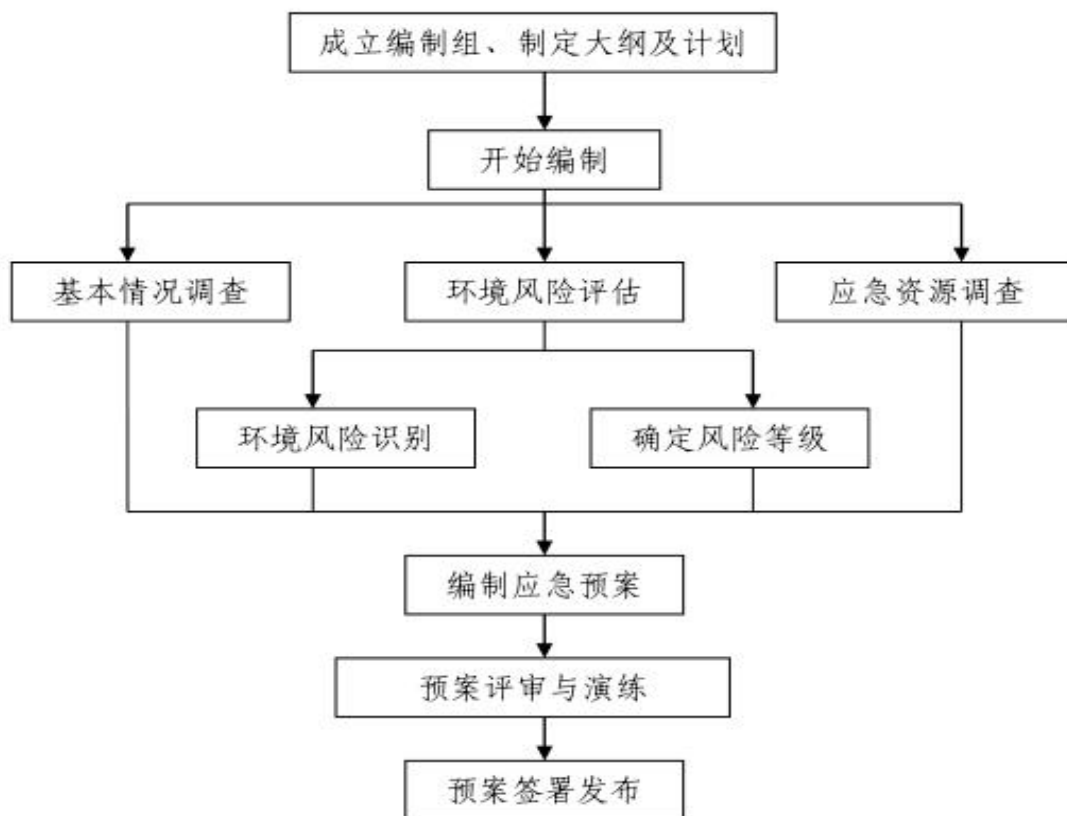 成立编制组、制定大纲及计划
开始编制
基本情况调查
环境风险评估
应急资源调查
环境风险识别
确定风险等级
编制应急预案
预案评审与演练
预案签署发布